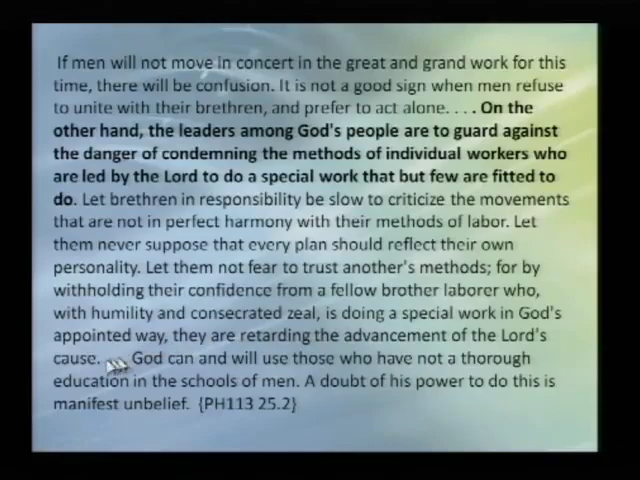 If men will not move in concert in the great and grand work for this
time, there will be confusion. It is not a good sign when men refuse
to unite with their brethren, and prefer to act alone. . . . On the
other hand, the leaders among God's people are to guard against
the danger of condemning the methods of individual workers who
are led by the Lord to do a special work that but few are fitted to
do. Let brethren in responsibility be slow to criticize the movements
that are not in perfect harmony with their methods of labor. Let
them never suppose that every plan should reflect their own
personality. Let them not fear to trust another's methods; for by
withholding their confidence from a fellow brother laborer who,
with humility and consecrated zeal, is doing a special work in God's
appointed way, they are retarding the advancement of the Lord's
cause. God can and will use those who have not a thorough
education in the schools of men. A doubt of his power to do this is
manifest unbelief. {PH113 25.2}